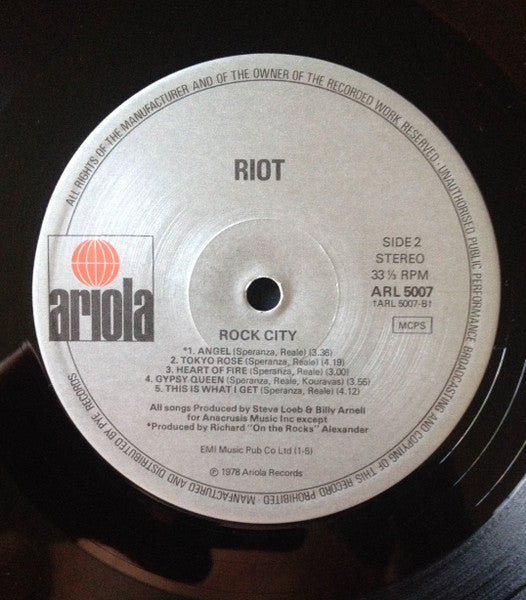 ALL RIGHTS OF THE MANUFACTURER AND OF THE OWNER OF THE RECORDED WORK RESERVED · UNAUTHORISED PUBLIC PERFORMANCE BROADCASTING AND COPYING OF THIS RECORD PROHIBITED · MANFACTURED AND DISTRIBUTED BY PYE RECORDS
RIOT
SIDE 2
STEREO
33⅓ RPM
ARL 5007
†ARL 5007-B†
MCPS
ariola
ROCK CITY
*1. ANGEL (Speranza, Reale) (3.36)
2. TOKYO ROSE (Speranza, Reale) (4.19)
3. HEART OF FIRE (Speranza, Reale) (3.00)
4. GYPSY QUEEN (Speranza, Reale, Kouravas) (3.55)
5. THIS IS WHAT I GET (Speranza, Reale) (4.12)
All songs Produced by Steve Loeb & Billy Arnell
for Anacrusis Music Inc except
*Produced by Richard "On the Rocks" Alexander
EMI Music Pub Co Ltd (1-5)
℗ 1978 Ariola Records